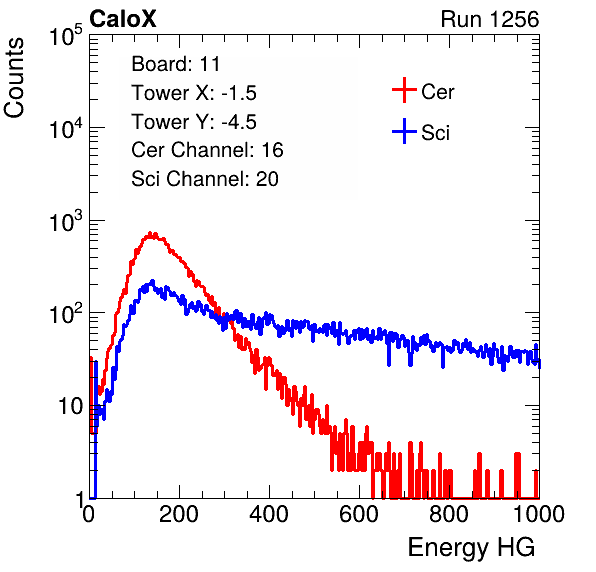 CaloX Run 1256
Counts
10^5
10^4
10^3
10^2
10
1
Board: 11
Tower X: -1.5
Tower Y: -4.5
Cer Channel: 16
Sci Channel: 20
Cer
Sci
0 200 400 600 800 1000
Energy HG